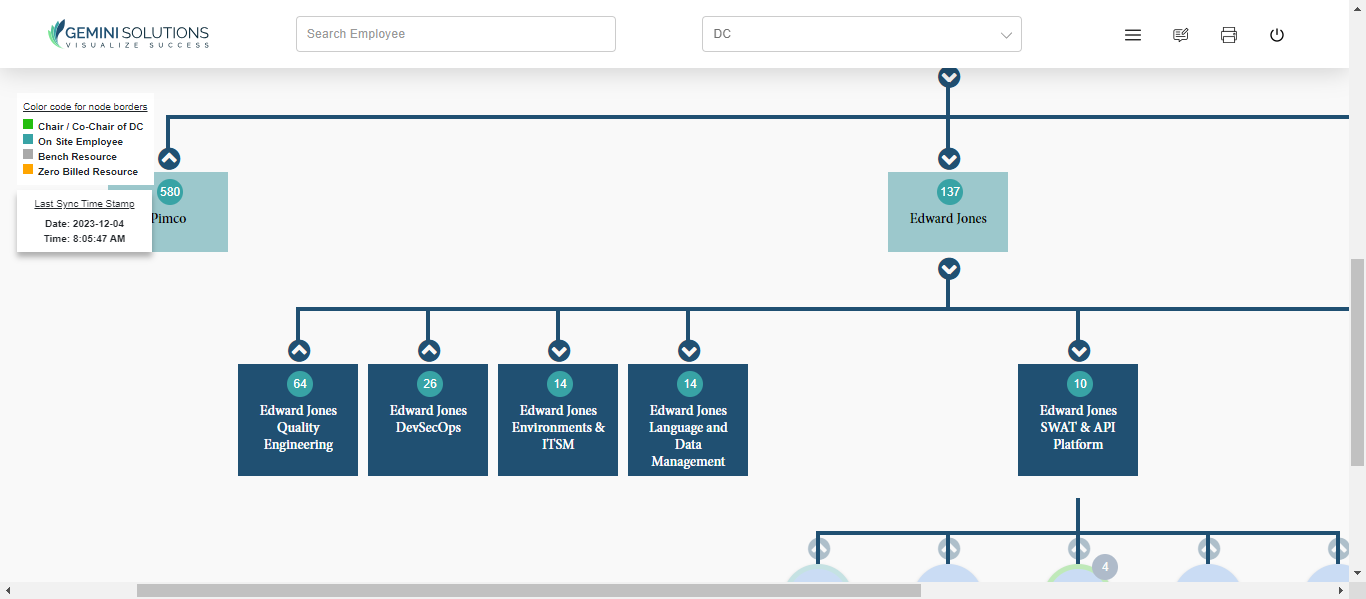 GEMINI SOLUTIONS
VISUALIZE SUCCESS
Search Employee
DC
Color code for node borders
Chair / Co-Chair of DC
On Site Employee
Bench Resource
Zero Billed Resource
Last Sync Time Stamp
Date: 2023-12-04
Time: 8:05:47 AM
580
Pimco
137
Edward Jones
64
Edward Jones
Quality
Engineering
26
Edward Jones
DevSecOps
14
Edward Jones
Environments &
ITSM
14
Edward Jones
Language and
Data
Management
10
Edward Jones
SWAT & API
Platform
4